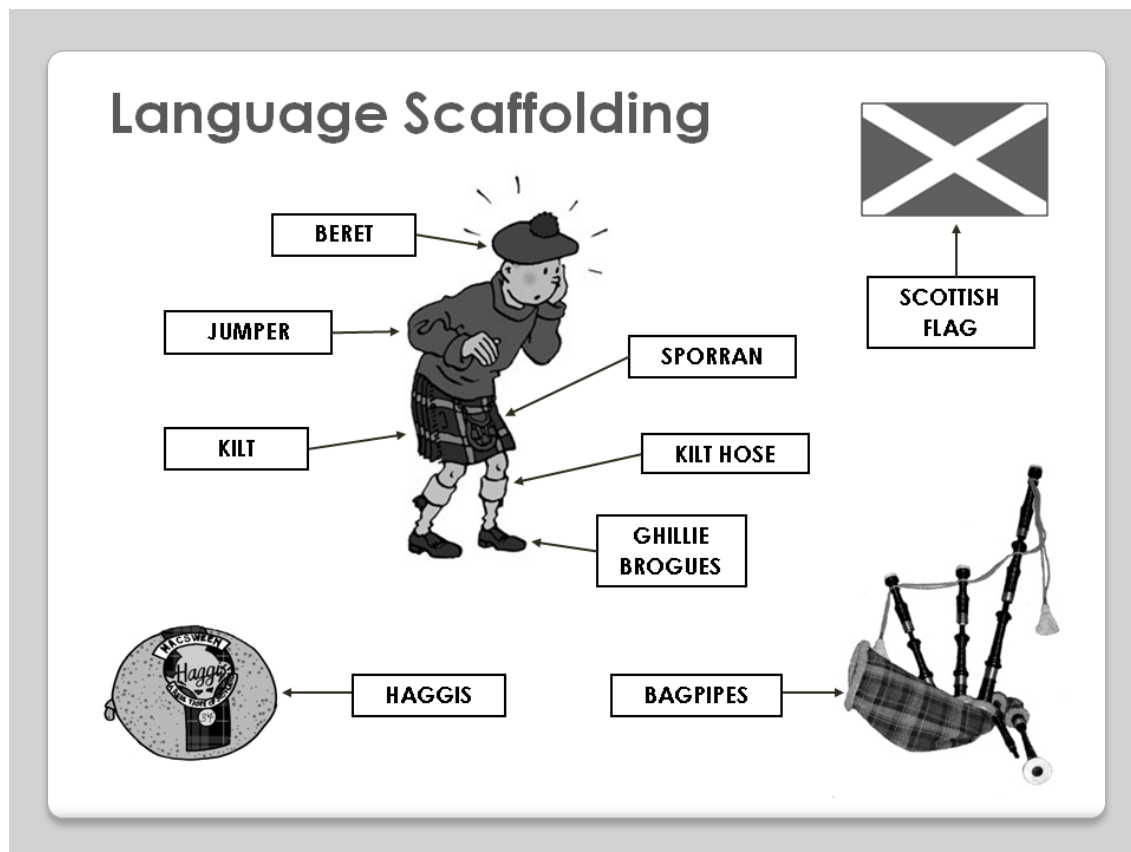 Language Scaffolding
BERET
JUMPER
SCOTTISH
FLAG
SPORRAN
KILT
KILT HOSE
GHILLIE
BROGUES
MACSWEEN
Haggis
HAGGIS
BAGPIPES